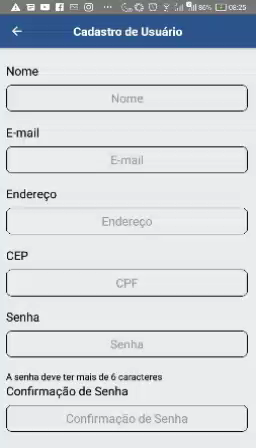 86% 08:25
Cadastro de Usuário
Nome
Nome
E-mail
E-mail
Endereço
Endereço
CEP
CPF
Senha
Senha
A senha deve ter mais de 6 caracteres
Confirmação de Senha
Confirmação de Senha